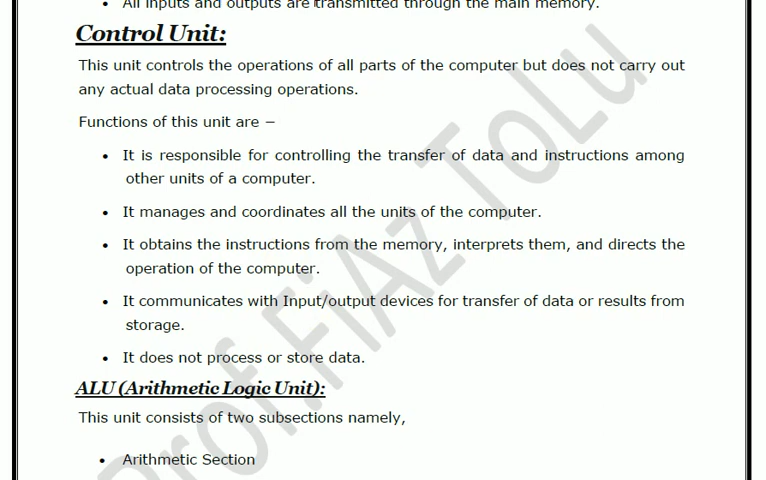 • All inputs and outputs are transmitted through the main memory.
Control Unit:
This unit controls the operations of all parts of the computer but does not carry out
any actual data processing operations.
Functions of this unit are −
• It is responsible for controlling the transfer of data and instructions among
other units of a computer.
• It manages and coordinates all the units of the computer.
• It obtains the instructions from the memory, interprets them, and directs the
operation of the computer.
• It communicates with Input/output devices for transfer of data or results from
storage.
• It does not process or store data.
ALU (Arithmetic Logic Unit):
This unit consists of two subsections namely,
• Arithmetic Section
Prof.FiAz ToLu